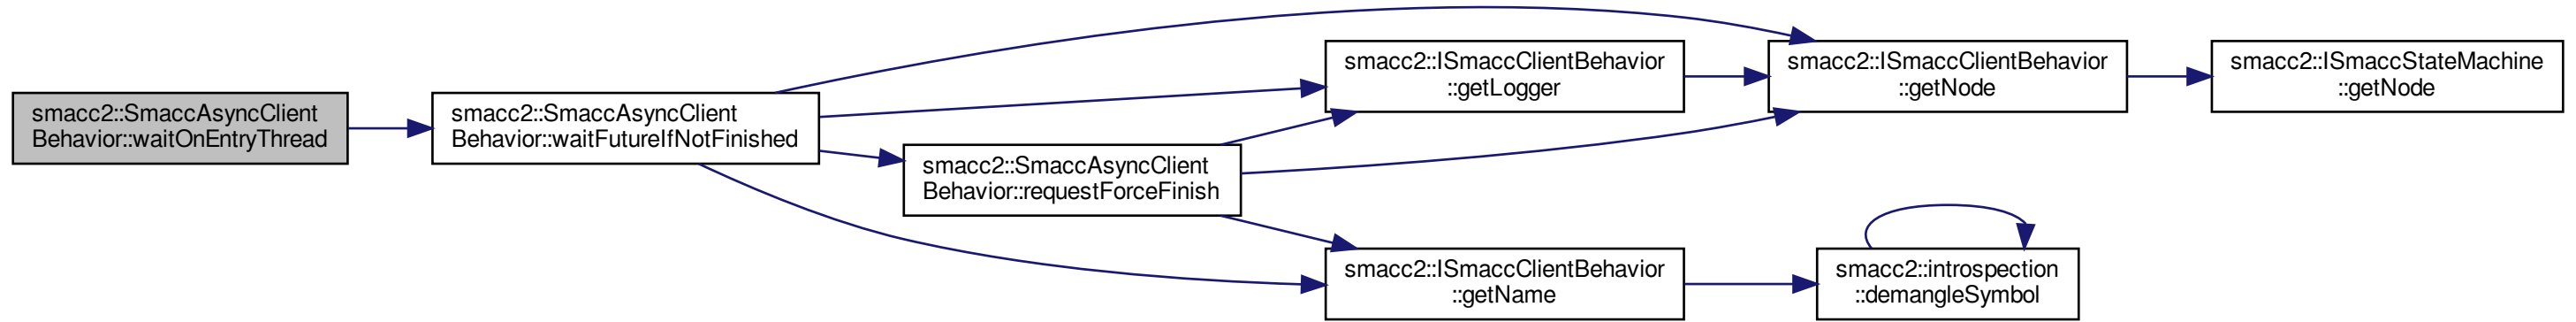 smacc2::SmaccAsyncClient
Behavior::waitOnEntryThread
smacc2::SmaccAsyncClient
Behavior::waitFutureIfNotFinished
smacc2::ISmaccClientBehavior
::getLogger
smacc2::ISmaccClientBehavior
::getNode
smacc2::ISmaccStateMachine
::getNode
smacc2::SmaccAsyncClient
Behavior::requestForceFinish
smacc2::ISmaccClientBehavior
::getName
smacc2::introspection
::demangleSymbol